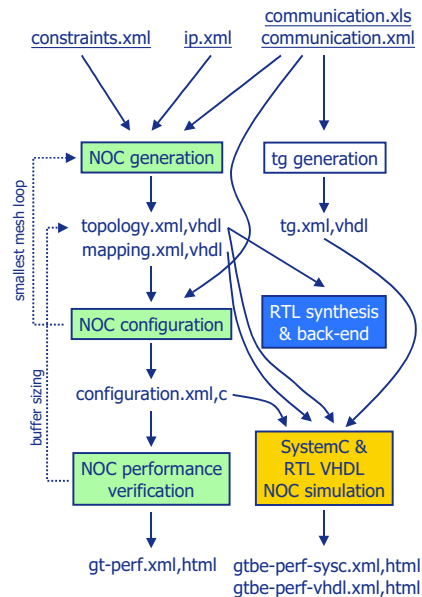 communication.xls
constraints.xml
ip.xml
communication.xml
NOC generation
tg generation
smallest mesh loop
topology.xml,vhdl
mapping.xml,vhdl
tg.xml,vhdl
NOC configuration
RTL synthesis
& back-end
buffer sizing
configuration.xml,c
NOC performance
verification
SystemC &
RTL VHDL
NOC simulation
gt-perf.xml,html
gtbe-perf-sysc.xml,html
gtbe-perf-vhdl.xml,html